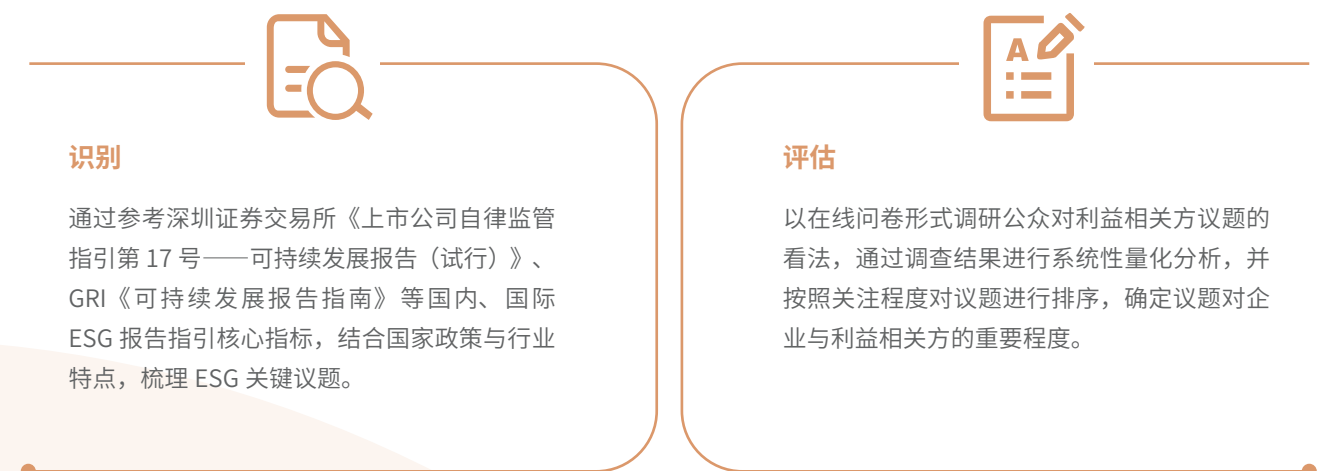 识别
通过参考深圳证券交易所《上市公司自律监管
指引第 17 号——可持续发展报告（试行）》、
GRI《可持续发展报告指南》等国内、国际
ESG 报告指引核心指标，结合国家政策与行业
特点，梳理 ESG 关键议题。
A
评估
以在线问卷形式调研公众对利益相关方议题的
看法，通过调查结果进行系统性量化分析，并
按照关注程度对议题进行排序，确定议题对企
业与利益相关方的重要程度。